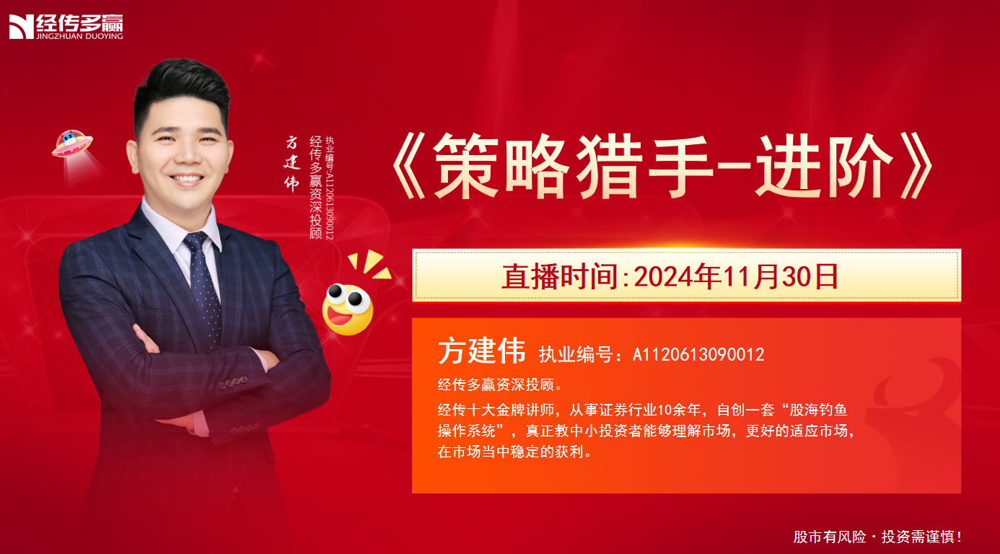 经传多赢
JINGZHUAN DUOYING
方建伟
经传多赢资深投顾
执业编号:A1120613090012
《策略猎手-进阶》
直播时间:2024年11月30日
方建伟 执业编号：A1120613090012
经传多赢资深投顾。
经传十大金牌讲师，从事证券行业10余年，自创一套“股海钓鱼
操作系统”，真正教中小投资者能够理解市场，更好的适应市场，
在市场当中稳定的获利。
股市有风险·投资需谨慎！